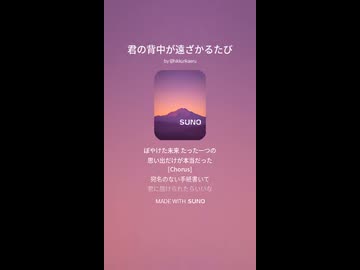 君の背中が遠ざかるたび
SUNO
ぼやけた未来 たった一つの
思い出だけが本当だった
[Chorus]
宛名のない手紙書いて
君に届けられたらいいな
MADE WITH SUNO